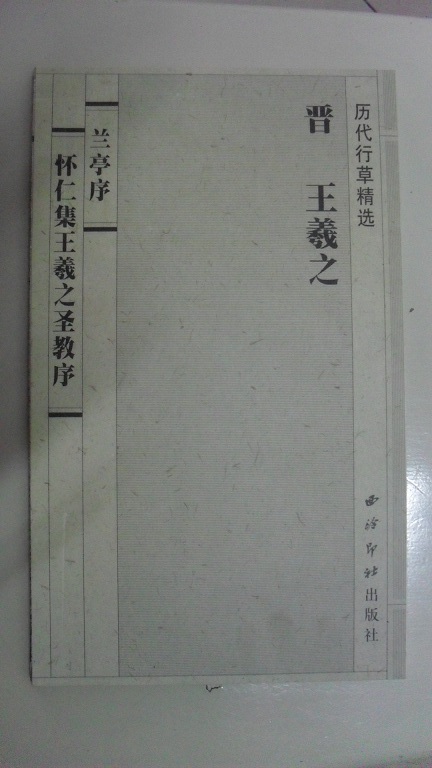 历代行草精选
晋 王羲之
兰亭序
怀仁集王羲之圣教序
西泠印社出版社